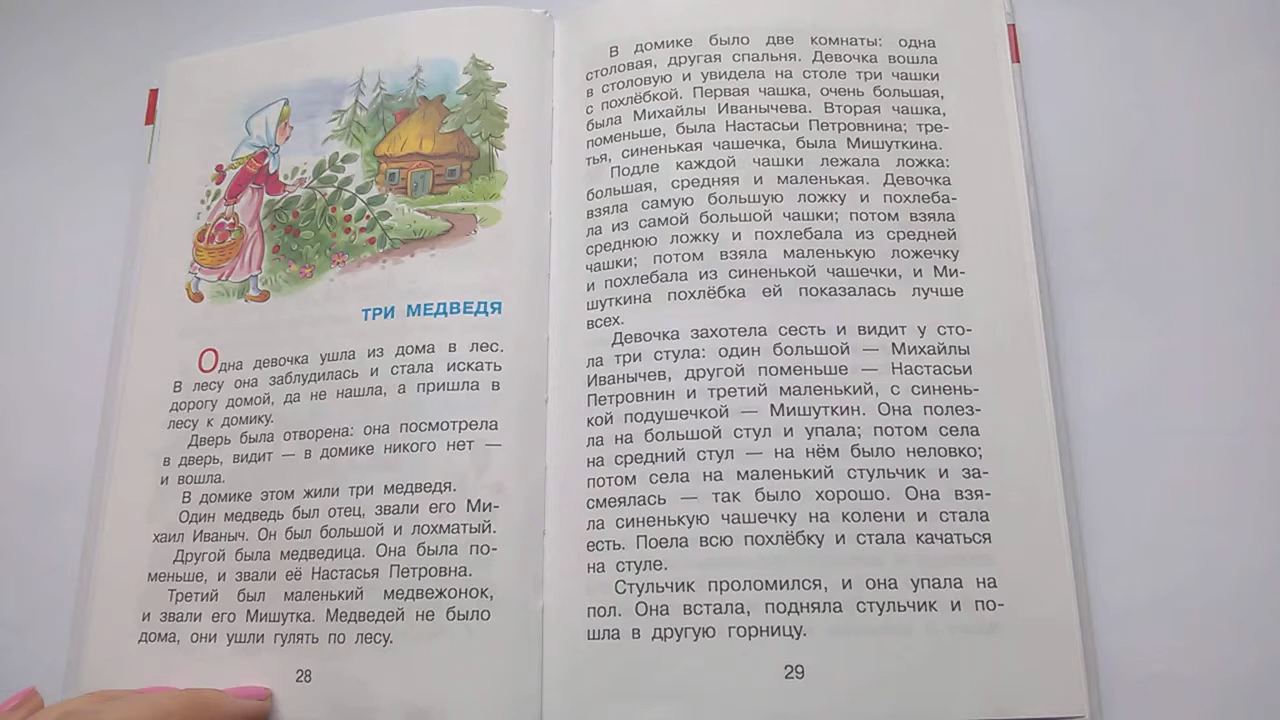 ТРИ МЕДВЕДЯ
Одна девочка ушла из дома в лес.
В лесу она заблудилась и стала искать
дорогу домой, да не нашла, а пришла в
лесу к домику.
Дверь была отворена: она посмотрела
в дверь, видит — в домике никого нет —
и вошла.
В домике этом жили три медведя.
Один медведь был отец, звали его Ми-
хаил Иваныч. Он был большой и лохматый.
Другой была медведица. Она была по-
меньше, и звали её Настасья Петровна.
Третий был маленький медвежонок,
и звали его Мишутка. Медведей не было
дома, они ушли гулять по лесу.
28
В домике было две комнаты: одна
столовая, другая спальня. Девочка вошла
в столовую и увидела на столе три чашки
с похлёбкой. Первая чашка, очень большая,
была Михайлы Иванычева. Вторая чашка,
поменьше, была Настасьи Петровнина; тре-
тья, синенькая чашечка, была Мишуткина.
Подле каждой чашки лежала ложка:
большая, средняя и маленькая. Девочка
взяла самую большую ложку и похлеба-
ла из самой большой чашки; потом взяла
среднюю ложку и похлебала из средней
чашки; потом взяла маленькую ложечку
и похлебала из синенькой чашечки, и Ми-
шуткина похлёбка ей показалась лучше
всех.
Девочка захотела сесть и видит у сто-
ла три стула: один большой — Михайлы
Иванычев, другой поменьше — Настасьи
Петровнин и третий маленький, с синень-
кой подушечкой — Мишуткин. Она полез-
ла на большой стул и упала; потом села
на средний стул — на нём было неловко;
потом села на маленький стульчик и за-
смеялась — так было хорошо. Она взя-
ла синенькую чашечку на колени и стала
есть. Поела всю похлёбку и стала качаться
на стуле.
Стульчик проломился, и она упала на
пол. Она встала, подняла стульчик и по-
шла в другую горницу.
29